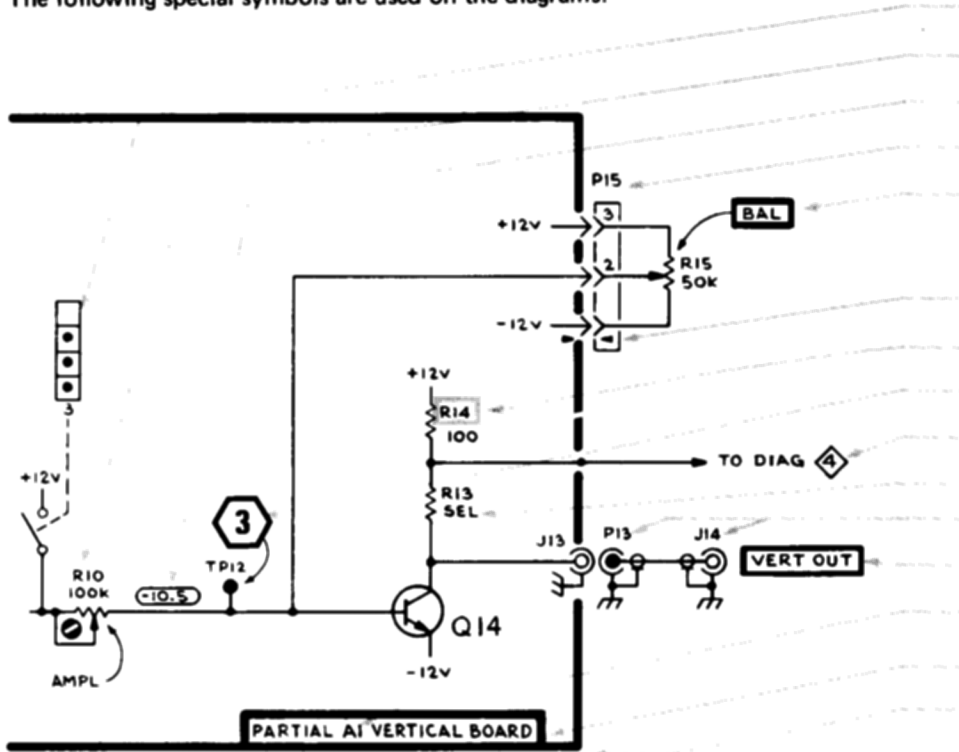 The following special symbols are used on the diagrams:
P15
3
+12V
BAL
2
R15
50K
-12V
+12V
R14
100
3
TO DIAG 4
+12V
R13
SEL
3
J13
P13
J14
VERT OUT
TP12
R10
100K
-10.5
Q14
-12V
AMPL
PARTIAL A1 VERTICAL BOARD